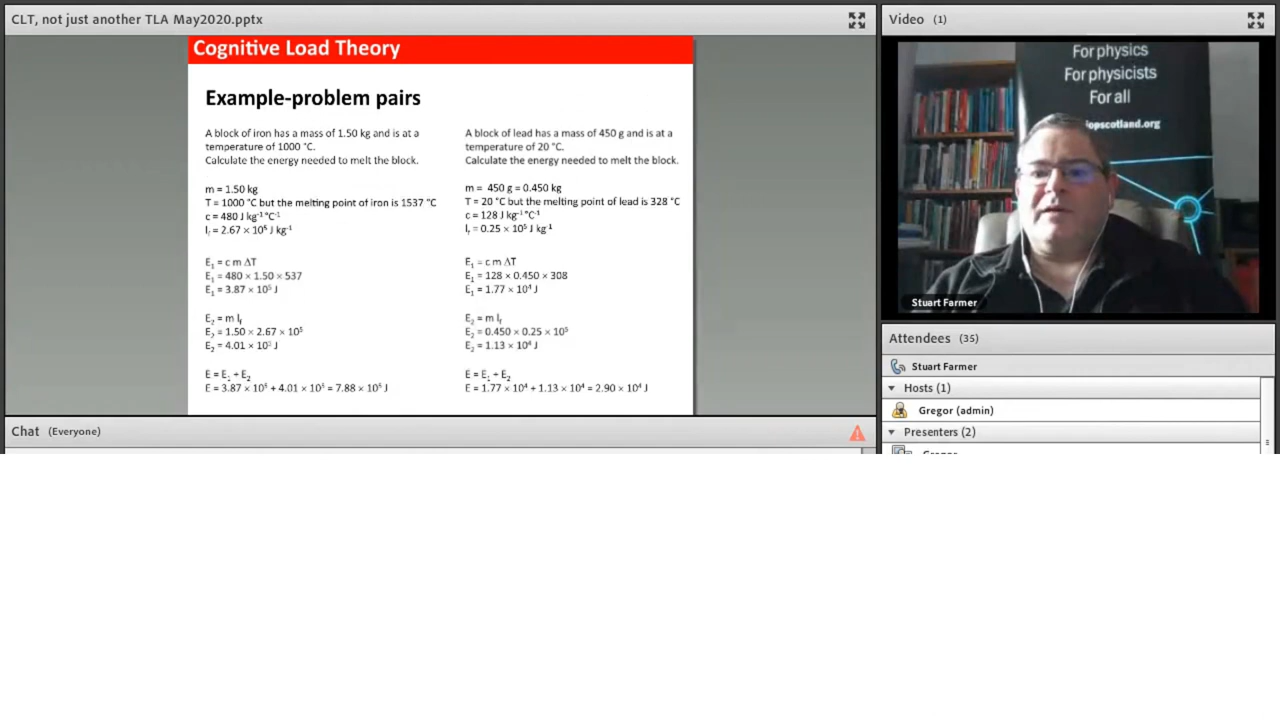 CLT, not just another TLA May2020.pptx
Cognitive Load Theory
Example-problem pairs
A block of iron has a mass of 1.50 kg and is at a
temperature of 1000 °C.
Calculate the energy needed to melt the block.
m = 1.50 kg
T = 1000 °C but the melting point of iron is 1537 °C
c = 480 J kg⁻¹ °C⁻¹
l_f = 2.67 × 10⁵ J kg⁻¹
E₁ = c m ΔT
E₁ = 480 × 1.50 × 537
E₁ = 3.87 × 10⁵ J
E₂ = m l_f
E₂ = 1.50 × 2.67 × 10⁵
E₂ = 4.01 × 10⁵ J
E = E₁ + E₂
E = 3.87 × 10⁵ + 4.01 × 10⁵ = 7.88 × 10⁵ J
A block of lead has a mass of 450 g and is at a
temperature of 20 °C.
Calculate the energy needed to melt the block.
m = 450 g = 0.450 kg
T = 20 °C but the melting point of lead is 328 °C
c = 128 J kg⁻¹ °C⁻¹
l_f = 0.25 × 10⁵ J kg⁻¹
E₁ = c m ΔT
E₁ = 128 × 0.450 × 308
E₁ = 1.77 × 10⁴ J
E₂ = m l_f
E₂ = 0.450 × 0.25 × 10⁵
E₂ = 1.13 × 10⁴ J
E = E₁ + E₂
E = 1.77 × 10⁴ + 1.13 × 10⁴ = 2.90 × 10⁴ J
Chat (Everyone)
Video (1)
For physics
For physicists
For all
iopscotland.org
Stuart Farmer
Attendees (35)
Stuart Farmer
Hosts (1)
Gregor (admin)
Presenters (2)